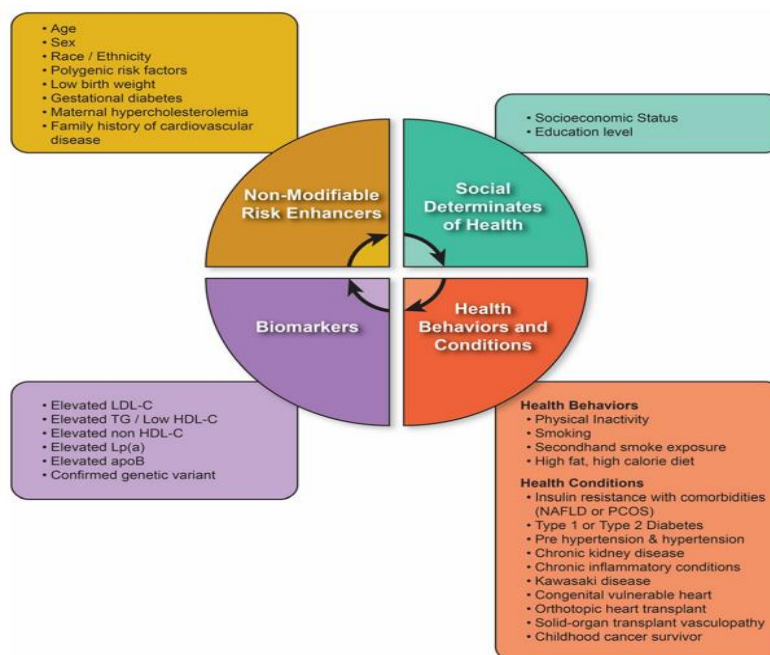 • Age
• Sex
• Race / Ethnicity
• Polygenic risk factors
• Low birth weight
• Gestational diabetes
• Maternal hypercholesterolemia
• Family history of cardiovascular
disease
• Socioeconomic Status
• Education level
Non-Modifiable
Risk Enhancers
Social
Determinates
of Health
Biomarkers
Health
Behaviors and
Conditions
• Elevated LDL-C
• Elevated TG / Low HDL-C
• Elevated non HDL-C
• Elevated Lp(a)
• Elevated apoB
• Confirmed genetic variant
Health Behaviors
• Physical Inactivity
• Smoking
• Secondhand smoke exposure
• High fat, high calorie diet
Health Conditions
• Insulin resistance with comorbidities
(NAFLD or PCOS)
• Type 1 or Type 2 Diabetes
• Pre hypertension & hypertension
• Chronic kidney disease
• Chronic inflammatory conditions
• Kawasaki disease
• Congenital vulnerable heart
• Orthotopic heart transplant
• Solid-organ transplant vasculopathy
• Childhood cancer survivor